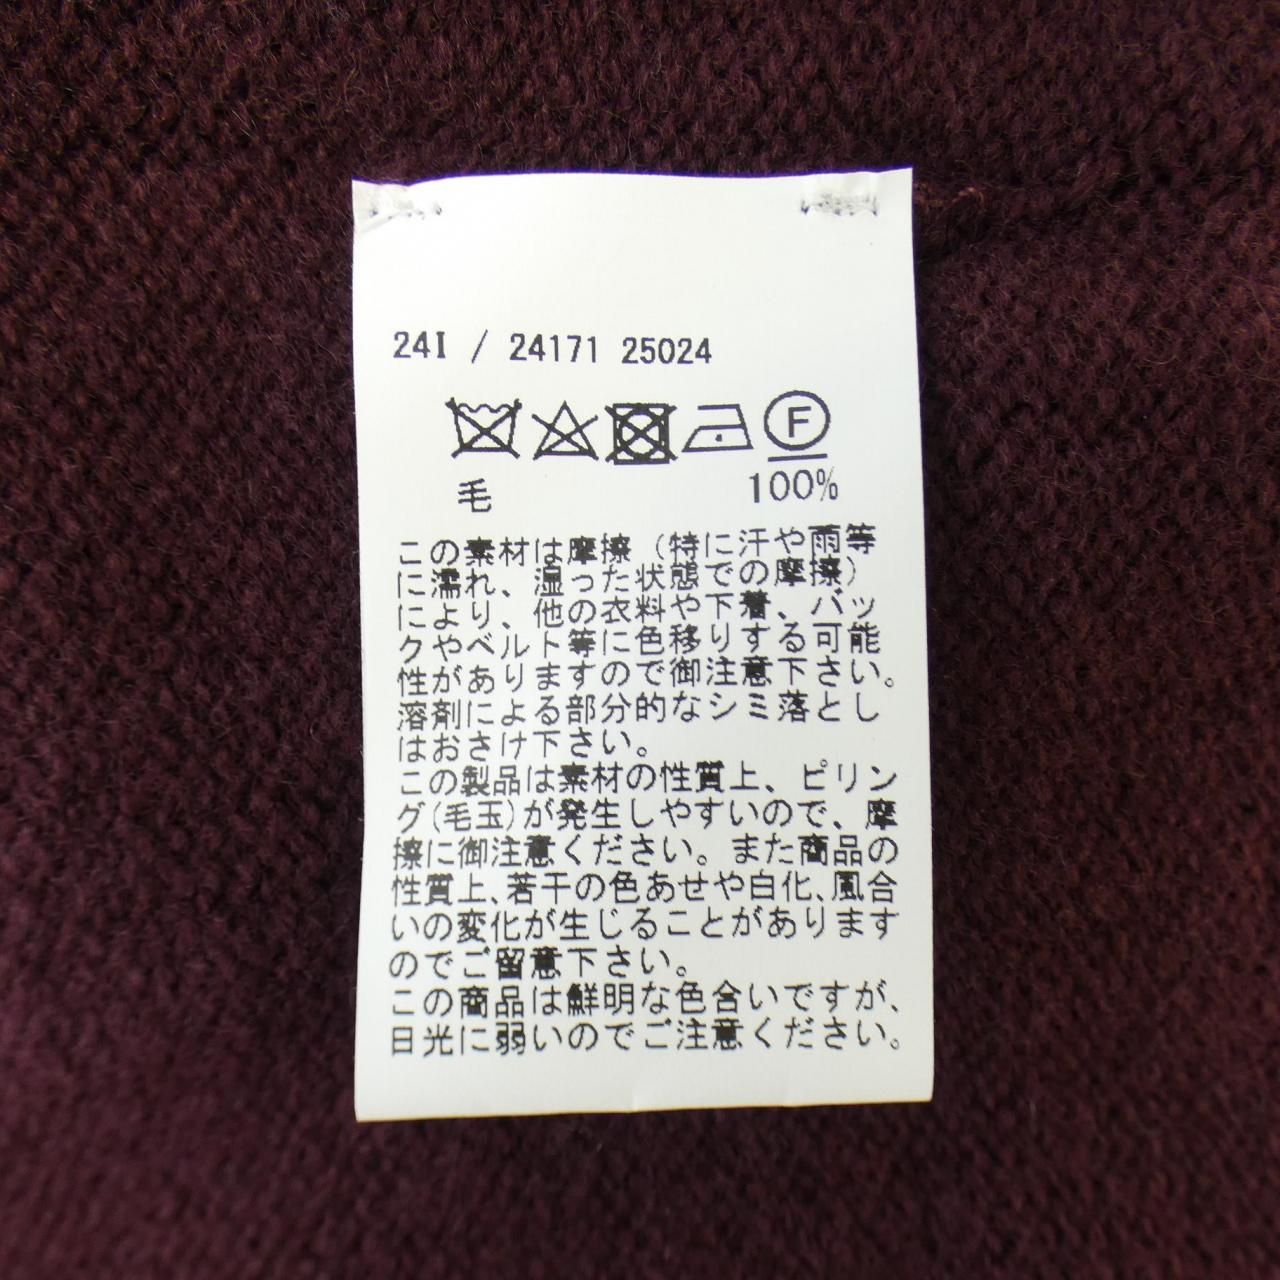 24I / 24171 25024
F
毛 100%
この素材は摩擦（特に汗や雨等
に濡れ、湿った状態での摩擦）
により、他の衣料や下着、バッ
クやベルト等に色移りする可能
性がありますので御注意下さい。
溶剤による部分的なシミ落とし
はおさけ下さい。
この製品は素材の性質上、ピリン
グ(毛玉)が発生しやすいので、摩
擦に御注意ください。また商品の
性質上、若干の色あせや白化、風合
いの変化が生じることがあります
のでご留意下さい。
この商品は鮮明な色合いですが、
日光に弱いのでご注意ください。